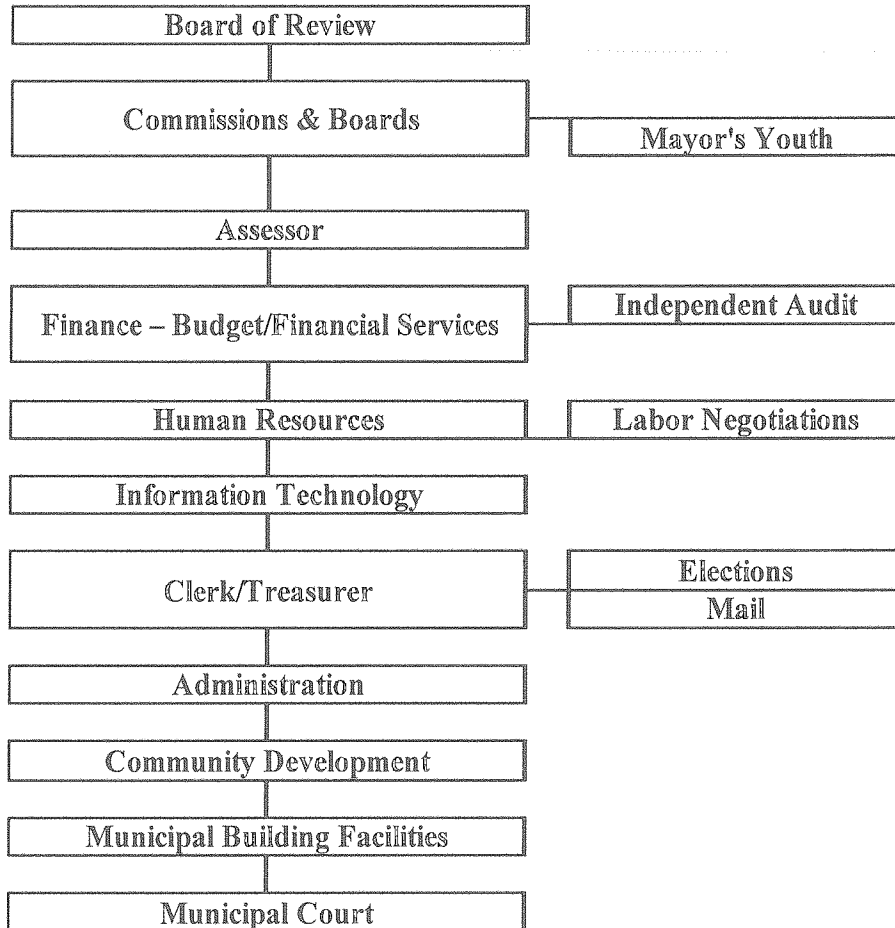 Board of Review
Commissions & Boards
Mayor's Youth
Assessor
Finance – Budget/Financial Services
Independent Audit
Human Resources
Labor Negotiations
Information Technology
Clerk/Treasurer
Elections
Mail
Administration
Community Development
Municipal Building Facilities
Municipal Court